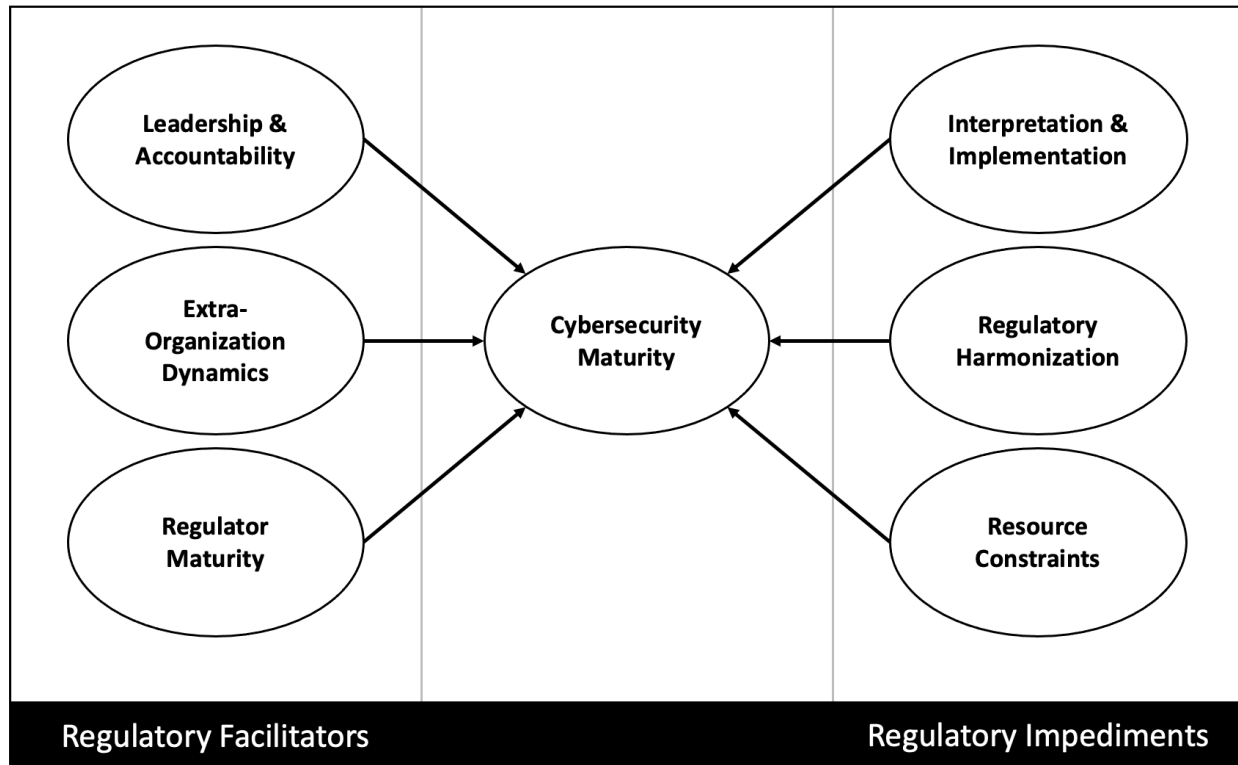 Leadership &
Accountability
Extra-
Organization
Dynamics
Regulator
Maturity
Cybersecurity
Maturity
Interpretation &
Implementation
Regulatory
Harmonization
Resource
Constraints
Regulatory Facilitators
Regulatory Impediments